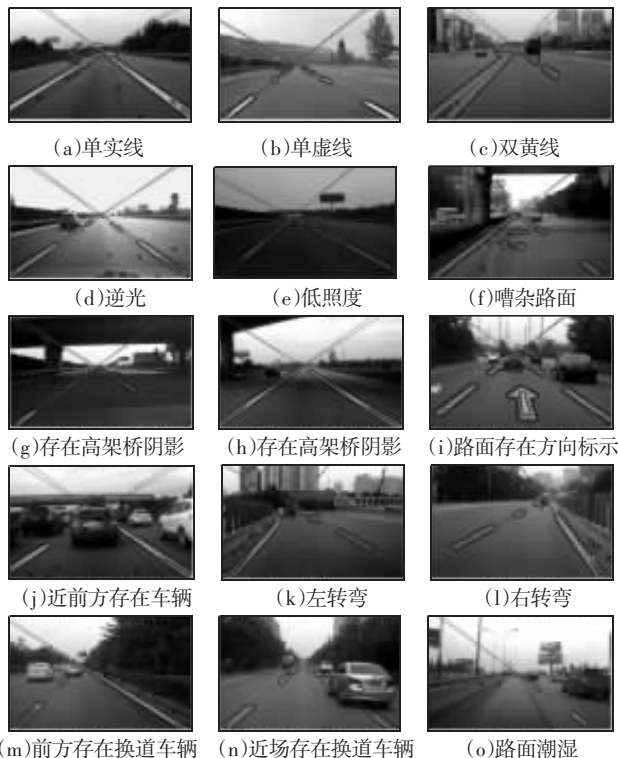 (a)单实线 (b)单虚线 (c)双黄线
(d)逆光 (e)低照度 (f)嘈杂路面
(g)存在高架桥阴影 (h)存在高架桥阴影 (i)路面存在方向标示
(j)近前方存在车辆 (k)左转弯 (l)右转弯
(m)前方存在换道车辆 (n)近场存在换道车辆 (o)路面潮湿